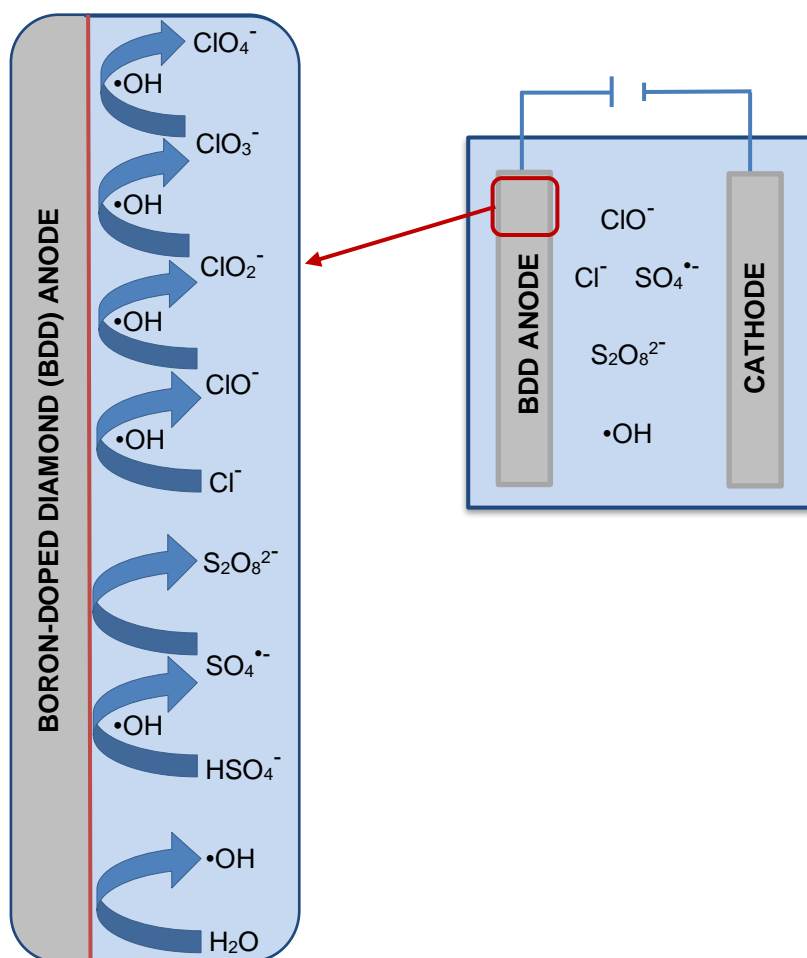 BORON-DOPED DIAMOND (BDD) ANODE
ClO₄⁻
•OH
ClO₃⁻
•OH
ClO₂⁻
•OH
ClO⁻
•OH
Cl⁻
S₂O₈²⁻
SO₄•⁻
•OH
HSO₄⁻
•OH
H₂O
BDD ANODE
ClO⁻
Cl⁻ SO₄•⁻
S₂O₈²⁻
•OH
CATHODE